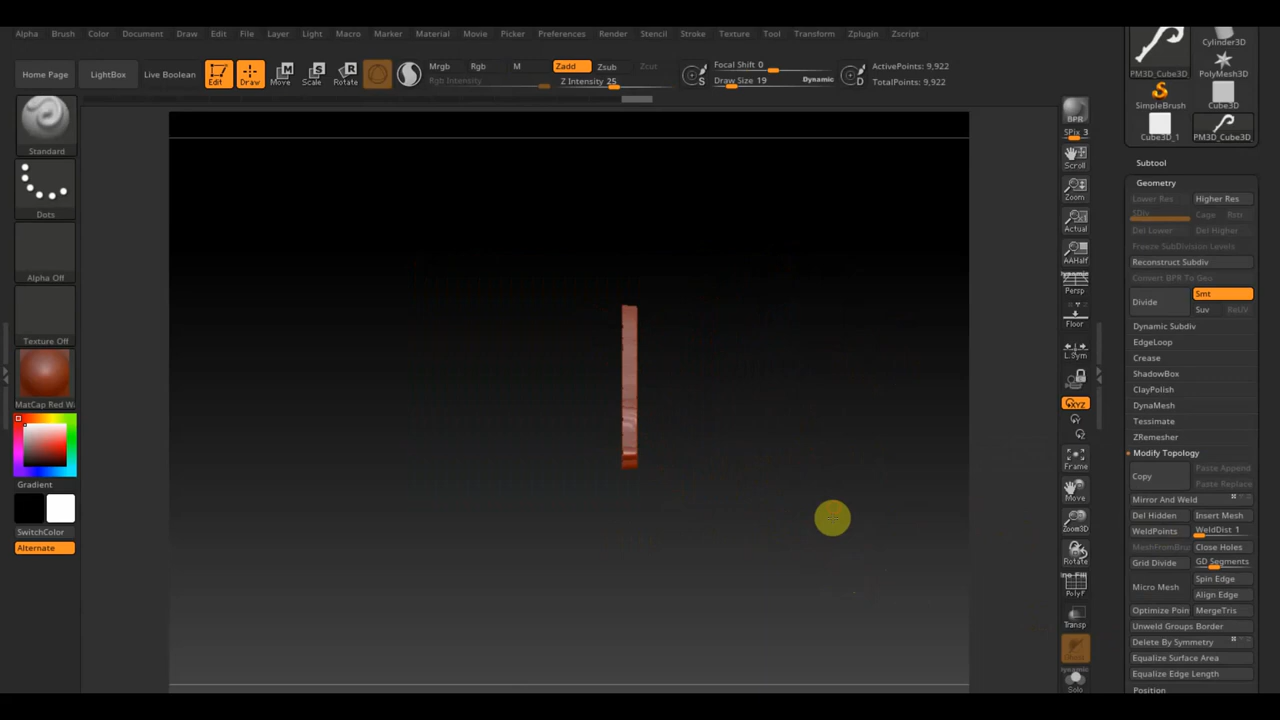 Alpha Brush Color Document Draw Edit File Layer Light Macro Marker Material Movie Picker Preferences Render Stencil Stroke Texture Tool Transform Zplugin Zscript
Home Page LightBox Live Boolean Edit Draw Move Scale Rotate Mrgb Rgb M Zadd Zsub Zcut Focal Shift 0 ActivePoints: 9,922
Rgb Intensity Z Intensity 25 Draw Size 19 Dynamic TotalPoints: 9,922
S D
Standard
Dots
Alpha Off
Texture Off
MatCap Red Wa
Gradient
SwitchColor
Alternate
BPR
SPix 3
Scroll
Zoom
Actual
AAHalf
Dynamic
Persp
Floor
L.Sym
XYZ
Frame
Move
Zoom3D
Rotate
Line Fill
PolyF
Transp
Dynamic
Solo
Cylinder3D
PM3D_Cube3D PolyMesh3D
SimpleBrush Cube3D
Cube3D_1 PM3D_Cube3D
Subtool
Geometry
Lower Res Higher Res
SDiv Cage Rstr
Del Lower Del Higher
Freeze SubDivision Levels
Reconstruct Subdiv
Convert BPR To Geo
Divide Smt
Suv ReUV
Dynamic Subdiv
EdgeLoop
Crease
ShadowBox
ClayPolish
DynaMesh
Tessimate
ZRemesher
Modify Topology
Copy Paste Append
Paste Replace
Mirror And Weld
Del Hidden Insert Mesh
WeldPoints WeldDist 1
MeshFromBru Close Holes
Grid Divide GD Segments
Micro Mesh Spin Edge
Align Edge
Optimize Poin MergeTris
Unweld Groups Border
Delete By Symmetry
Equalize Surface Area
Equalize Edge Length
Position